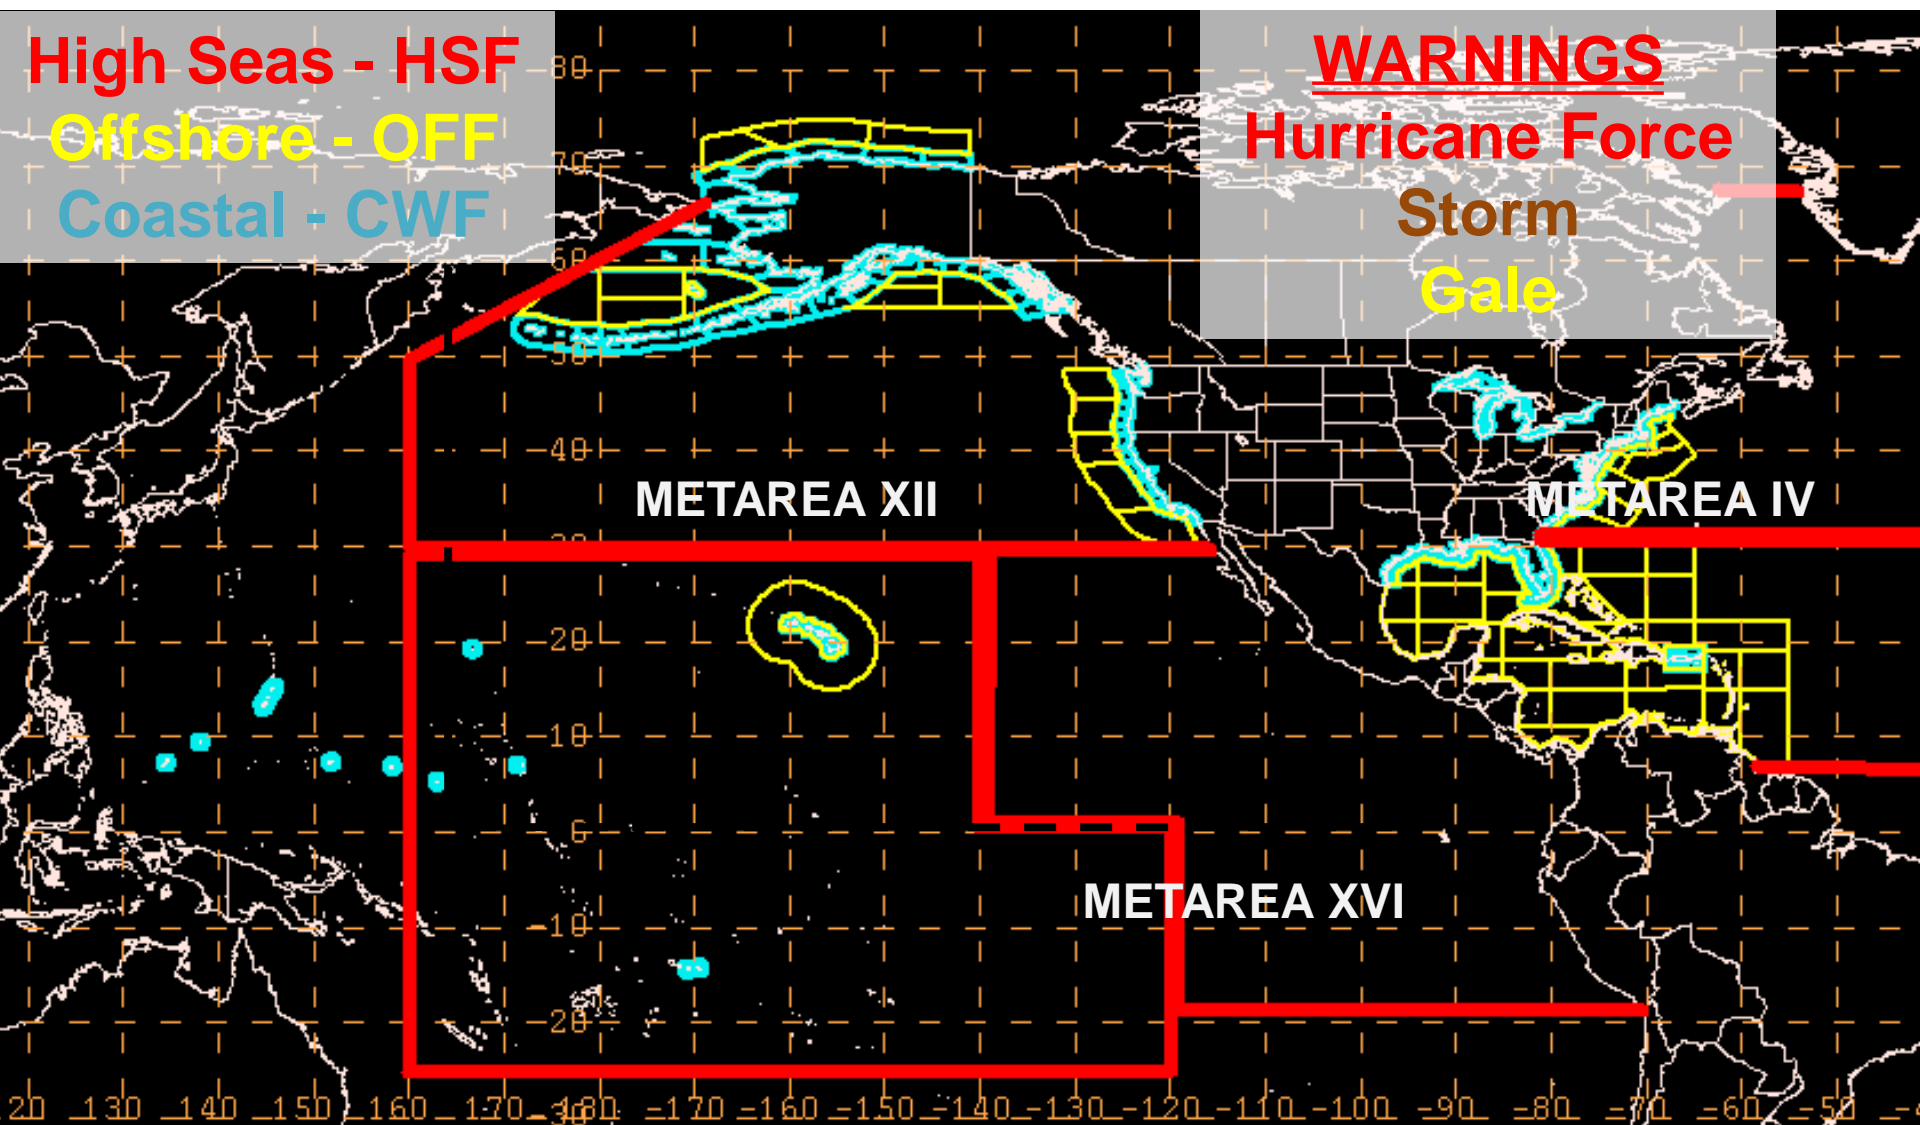 High Seas - HSF
Offshore - OFF
Coastal - CWF
WARNINGS
Hurricane Force
Storm
Gale
80
70
60
50
-40
METAREA XII
METAREA IV
30
-20
-10
METAREA XVI
-10
-20
-30
120 130 140 150 160 170 180 -170 -160 -150 -140 -130 -120 -110 -100 -90 -80 -70 -60 -50